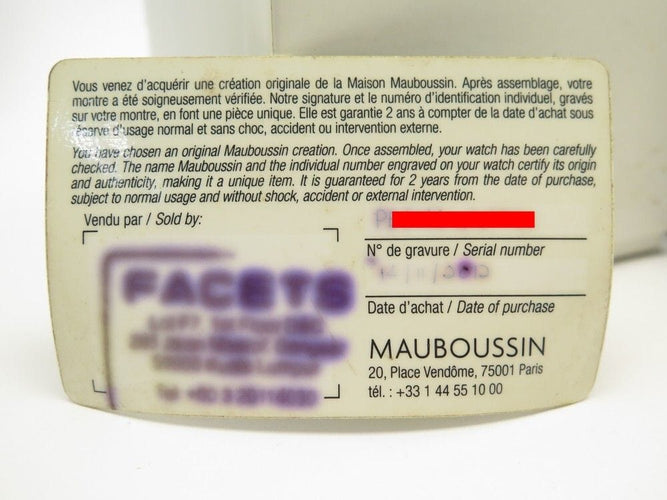 Vous venez d'acquérir une création originale de la Maison Mauboussin. Après assemblage, votre
montre a été soigneusement vérifiée. Notre signature et le numéro d'identification individuel, gravés
sur votre montre, en font une pièce unique. Elle est garantie 2 ans à compter de la date d'achat sous
réserve d'usage normal et sans choc, accident ou intervention externe.
You have chosen an original Mauboussin creation. Once assembled, your watch has been carefully
checked. The name Mauboussin and the individual number engraved on your watch certify its origin
and authenticity, making it a unique item. It is guaranteed for 2 years from the date of purchase,
subject to normal usage and without shock, accident or external intervention.
Vendu par / Sold by:
FACETS
N° de gravure / Serial number
Date d'achat / Date of purchase
MAUBOUSSIN
20, Place Vendôme, 75001 Paris
tél. : +33 1 44 55 10 00